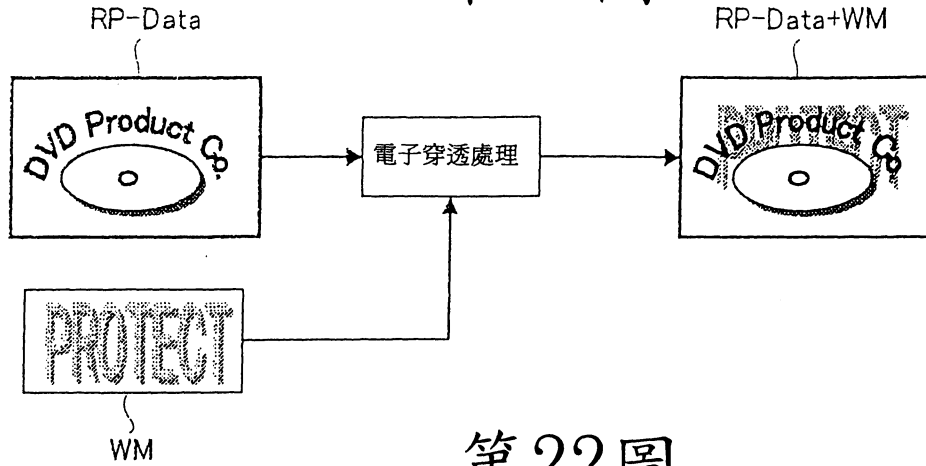 RP-Data
RP-Data+WM
DVD Product Co.
電子穿透處理
DVD Product Co
PROTECT
PROTECT
WM
第22圖